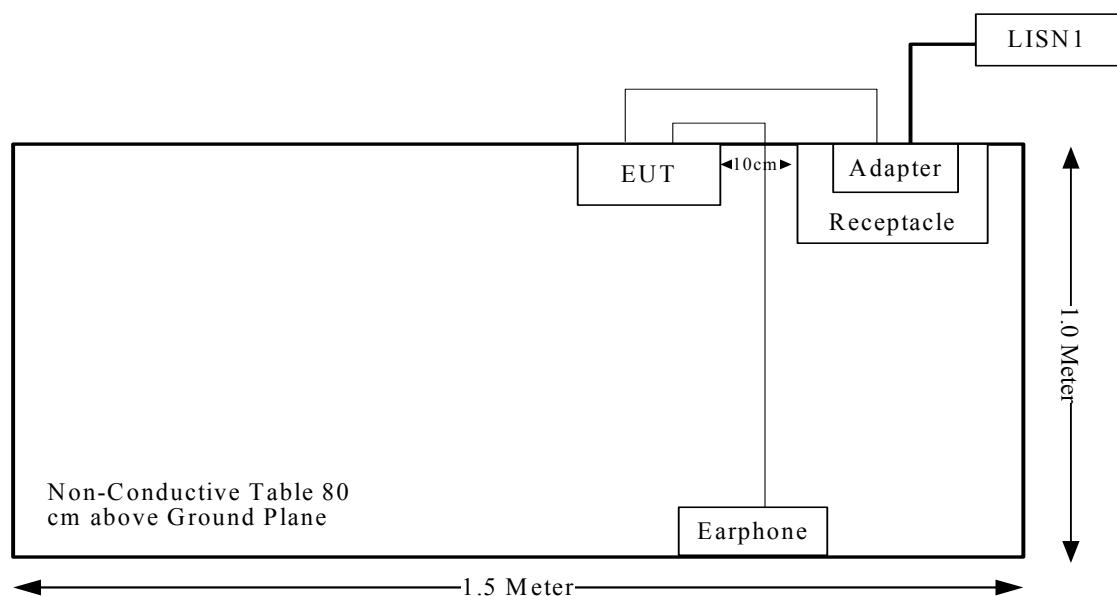 LISN1
EUT
10cm
Adapter
Receptacle
1.0 Meter
Non-Conductive Table 80
cm above Ground Plane
Earphone
1.5 Meter